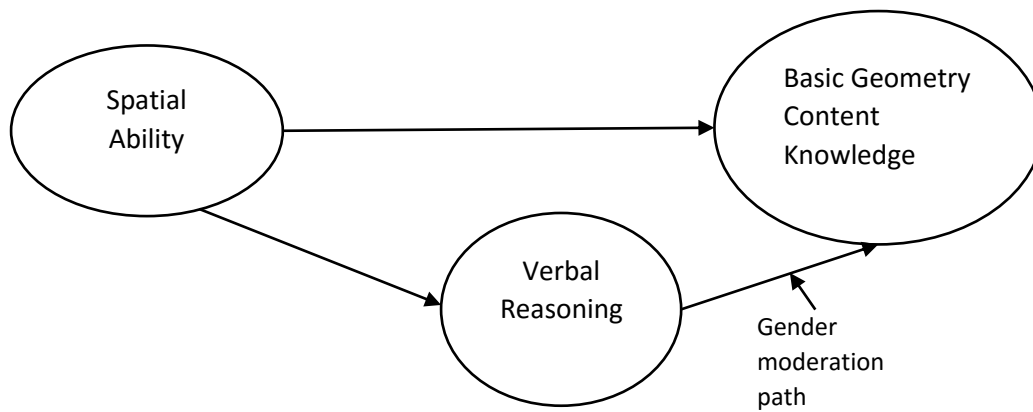 Spatial
Ability
Basic Geometry
Content
Knowledge
Verbal
Reasoning
Gender
moderation
path